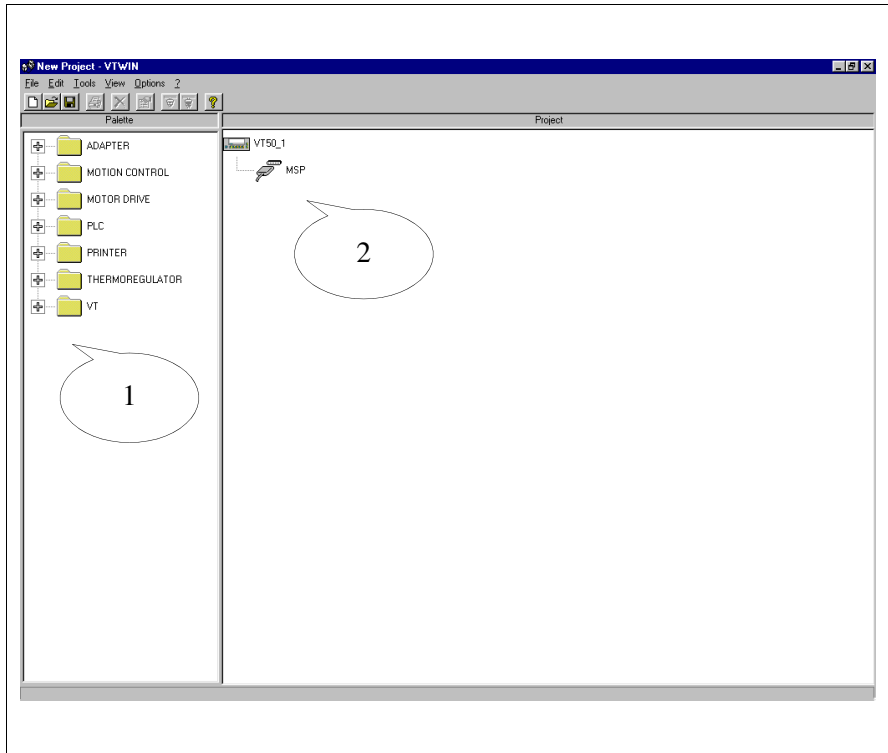 New Project - VTWIN
File Edit Tools View Options ?
Palette
Project
ADAPTER
MOTION CONTROL
MOTOR DRIVE
PLC
PRINTER
THERMOREGULATOR
VT
1
VT50_1
MSP
2